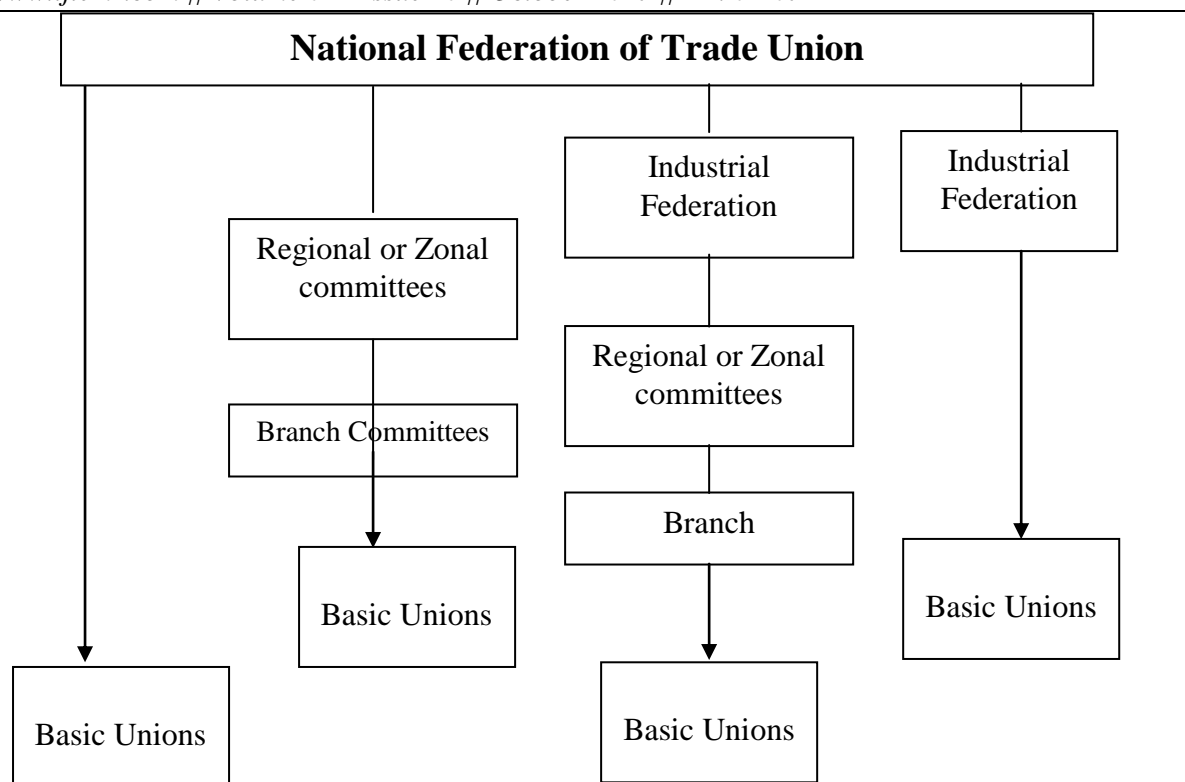 National Federation of Trade Union
Industrial
Federation
Industrial
Federation
Regional or Zonal
committees
Regional or Zonal
committees
Branch Committees
Branch
Basic Unions
Basic Unions
Basic Unions
Basic Unions